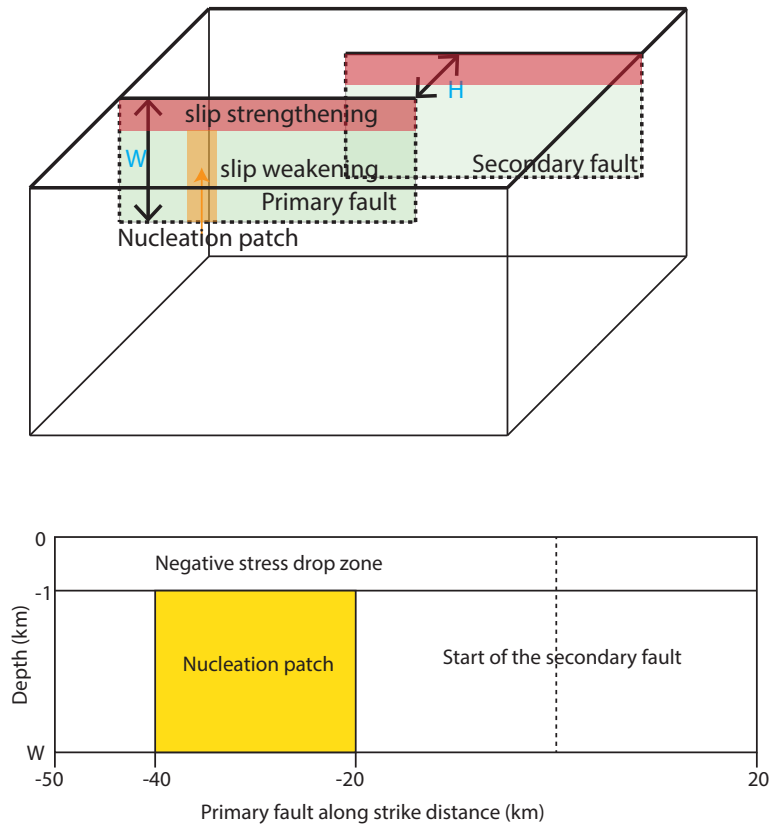 H
slip strengthening
W
slip weakening
Secondary fault
Primary fault
Nucleation patch
0
Negative stress drop zone
-1
Depth (km)
Nucleation patch
Start of the secondary fault
W
-50
-40
-20
20
Primary fault along strike distance (km)